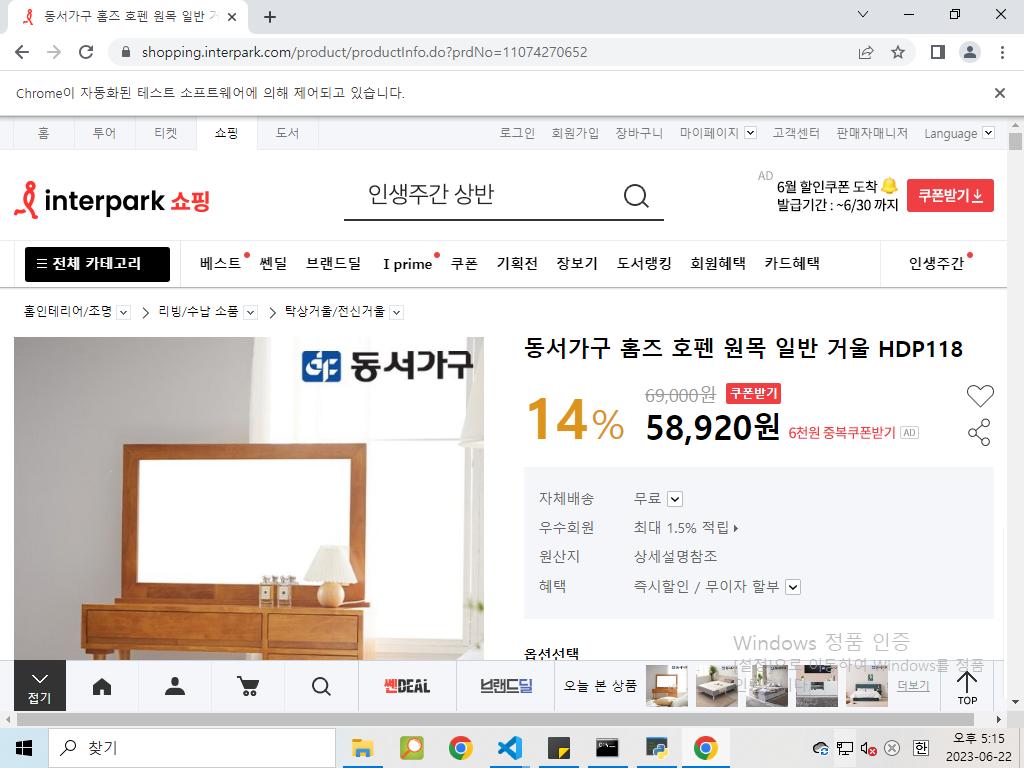 동서가구 홈즈 호펜 원목 일반 거
shopping.interpark.com/product/productInfo.do?prdNo=11074270652
Chrome이 자동화된 테스트 소프트웨어에 의해 제어되고 있습니다.
홈 투어 티켓 쇼핑 도서 로그인 회원가입 장바구니 마이페이지 고객센터 판매자매니저 Language
interpark 쇼핑
인생주간 상반
AD
6월 할인쿠폰 도착
발급기간 : ~6/30 까지
쿠폰받기
전체 카테고리 베스트 쎈딜 브랜드딜 I prime 쿠폰 기획전 장보기 도서랭킹 회원혜택 카드혜택 인생주간
홈인테리어/조명 리빙/수납 소품 탁상거울/전신거울
동서가구
동서가구 홈즈 호펜 원목 일반 거울 HDP118
14%
69,000원 쿠폰받기
58,920원 6천원 중복쿠폰받기 AD
자체배송 무료
우수회원 최대 1.5% 적립
원산지 상세설명참조
혜택 즉시할인 / 무이자 할부
옵션선택
Windows 정품 인증
[설정]으로 이동하여 Windows를 정품
접기
쎈DEAL
브랜드딜
오늘 본 상품
더보기
TOP
찾기
한
오후 5:15
2023-06-22